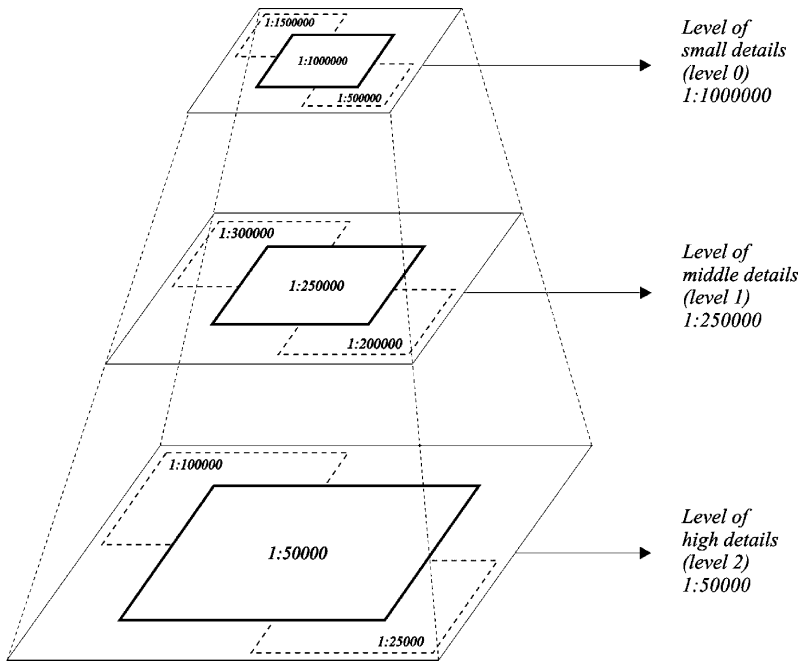 1:1500000
1:1000000
1:500000
Level of
small details
(level 0)
1:1000000
1:300000
1:250000
1:200000
Level of
middle details
(level 1)
1:250000
1:100000
1:50000
1:25000
Level of
high details
(level 2)
1:50000